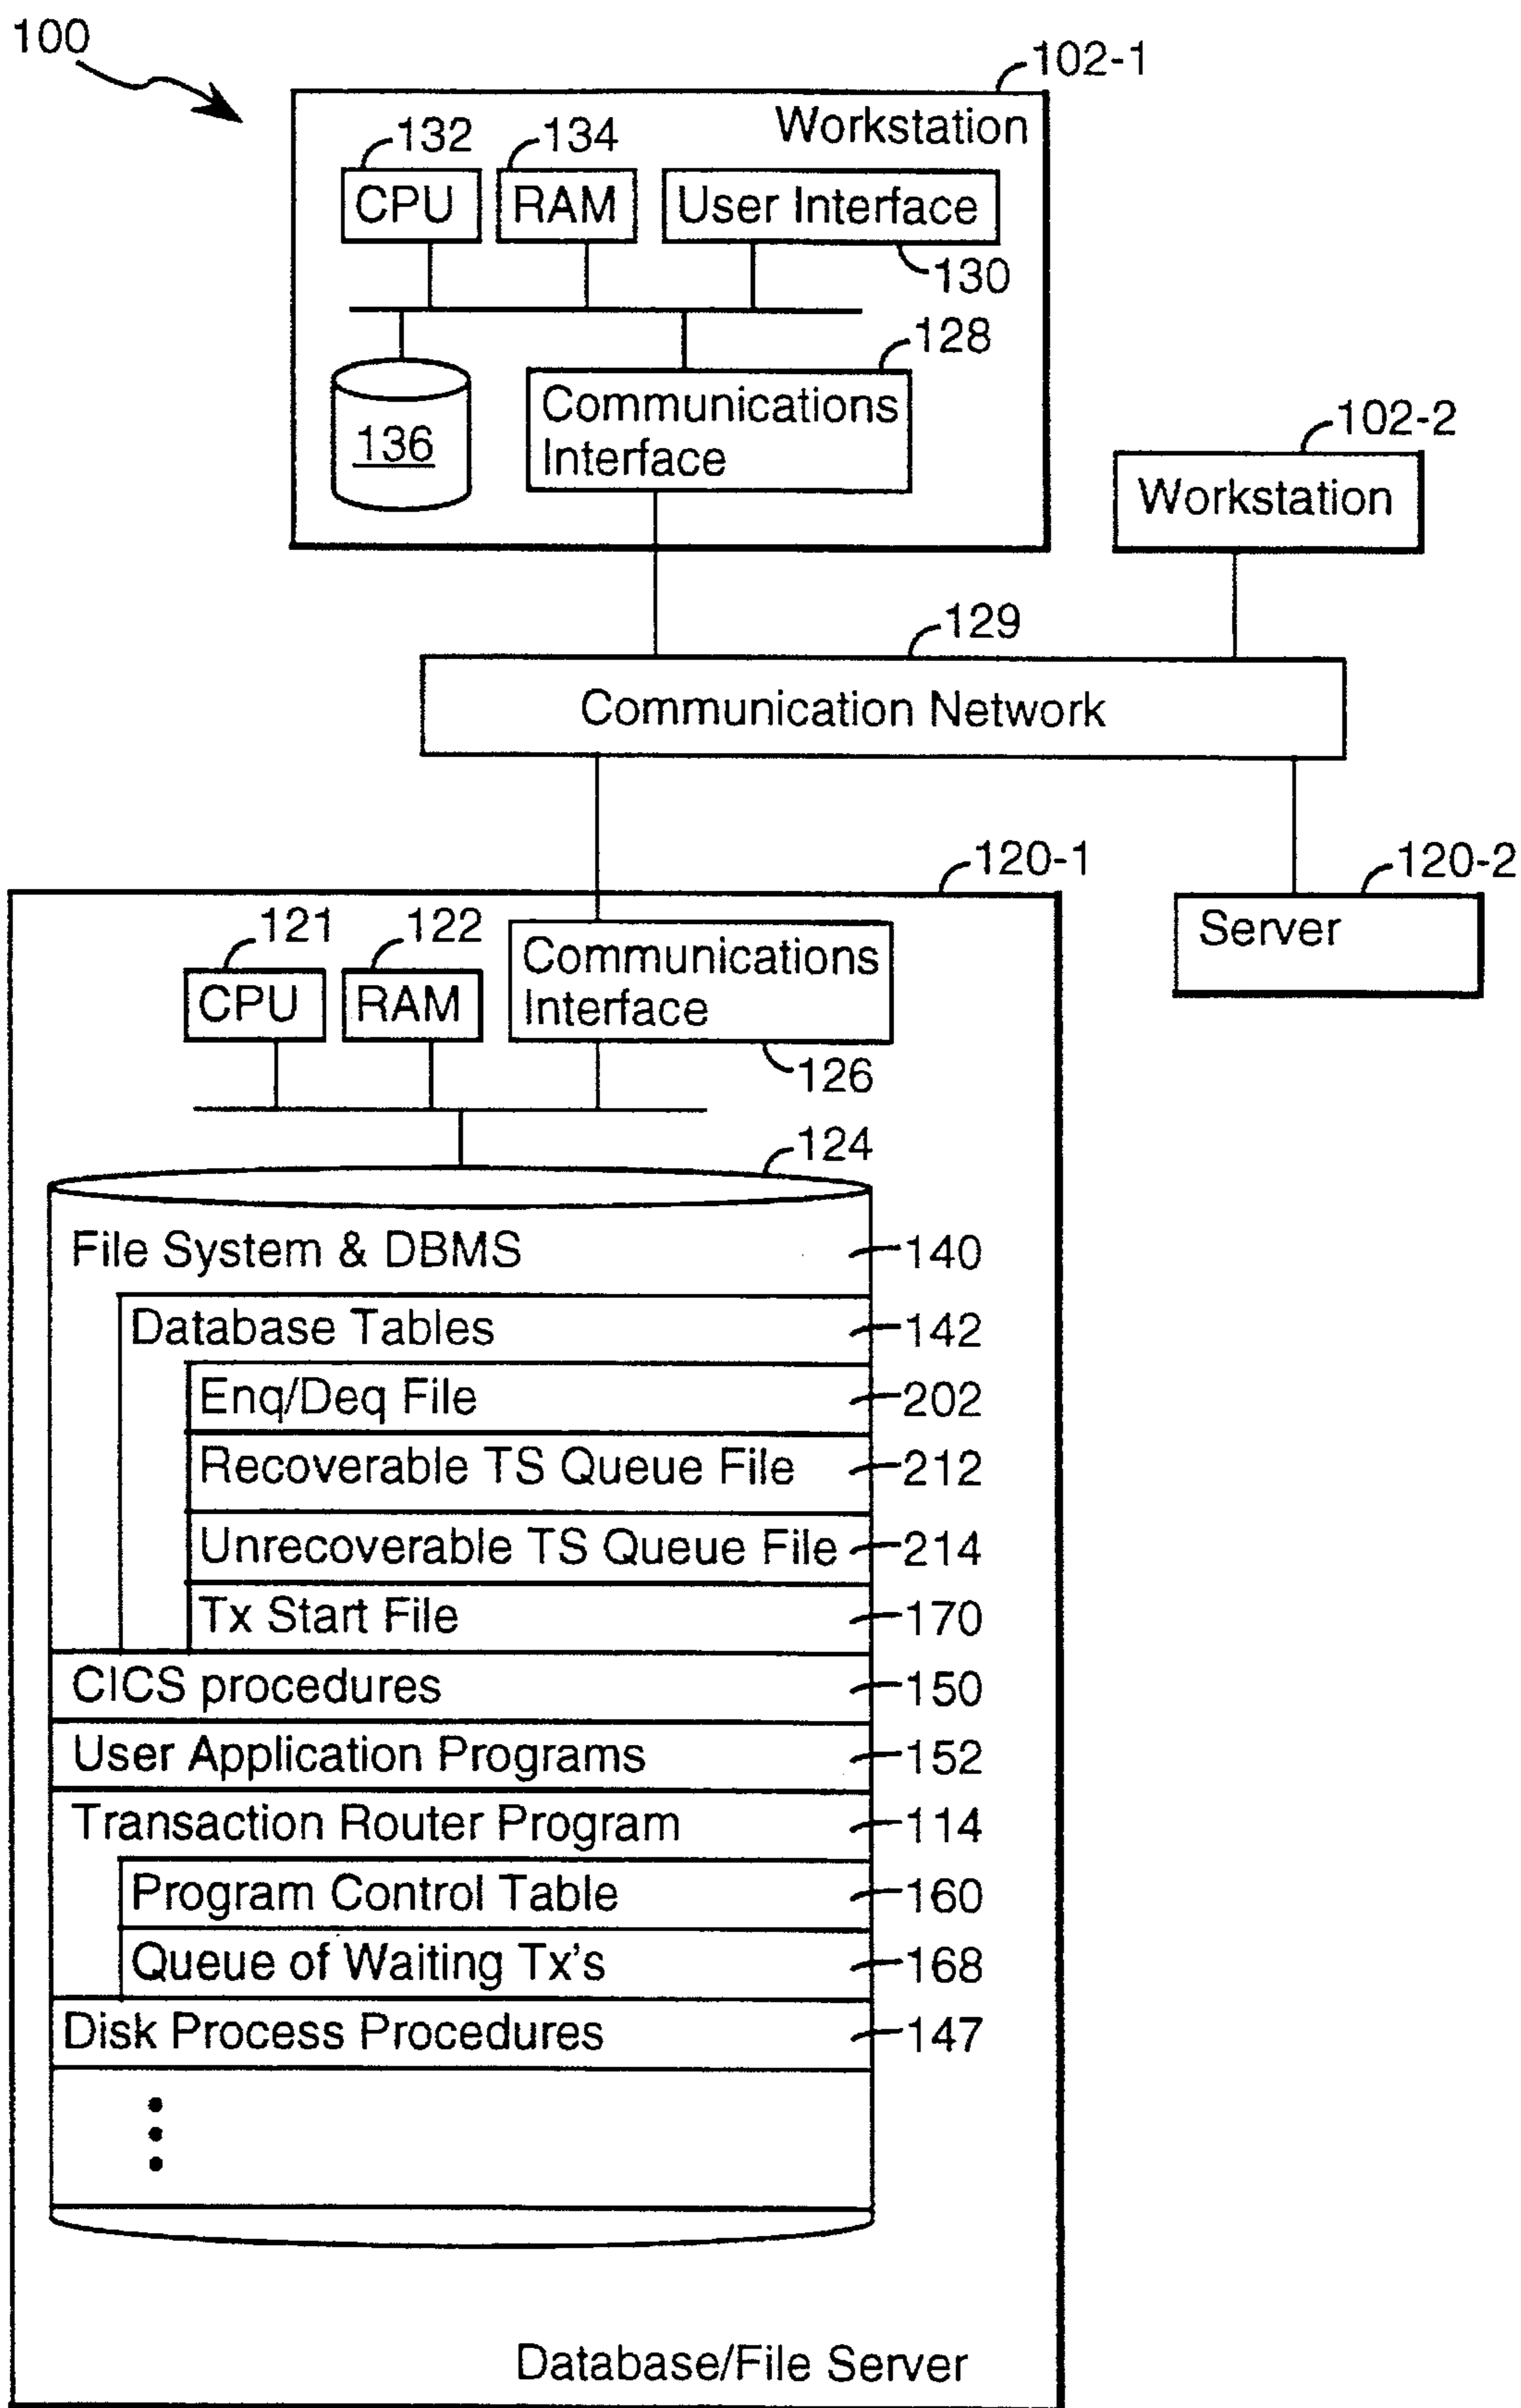 100
102-1
Workstation
132
134
CPU
RAM
User Interface
130
128
136
Communications
Interface
102-2
Workstation
129
Communication Network
120-1
120-2
Server
121
122
Communications
Interface
CPU
RAM
126
124
File System & DBMS 140
Database Tables 142
Enq/Deq File 202
Recoverable TS Queue File 212
Unrecoverable TS Queue File 214
Tx Start File 170
CICS procedures 150
User Application Programs 152
Transaction Router Program 114
Program Control Table 160
Queue of Waiting Tx's 168
Disk Process Procedures 147
Database/File Server